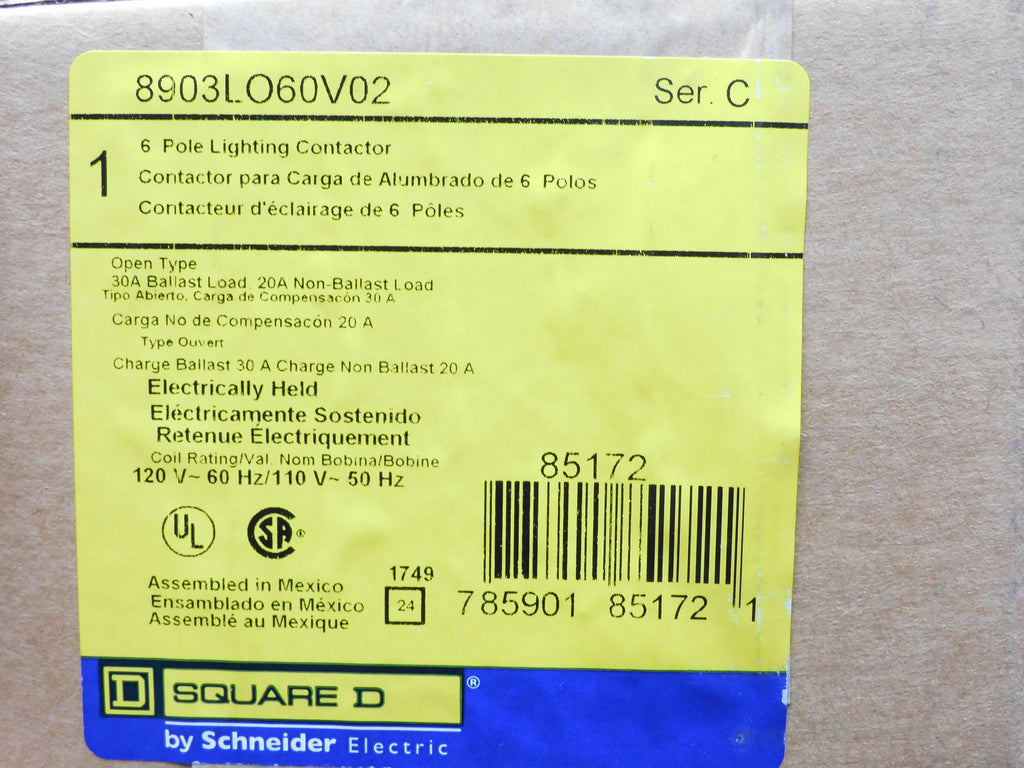 8903LO60V02 Ser. C
1
6 Pole Lighting Contactor
Contactor para Carga de Alumbrado de 6 Polos
Contacteur d'éclairage de 6 Pôles
Open Type
30A Ballast Load, 20A Non-Ballast Load
Tipo Abierto, Carga de Compensacón 30 A
Carga No de Compensacón 20 A
Type Ouvert
Charge Ballast 30 A Charge Non Ballast 20 A
Electrically Held
Eléctricamente Sostenido
Retenue Électriquement
Coil Rating/Val. Nom Bobina/Bobine
120 V~ 60 Hz/110 V~ 50 Hz
85172
UL SA ®
Assembled in Mexico
Ensamblado en México
Assemblé au Mexique
1749
24
785901 85172 1
D SQUARE D ®
by Schneider Electric